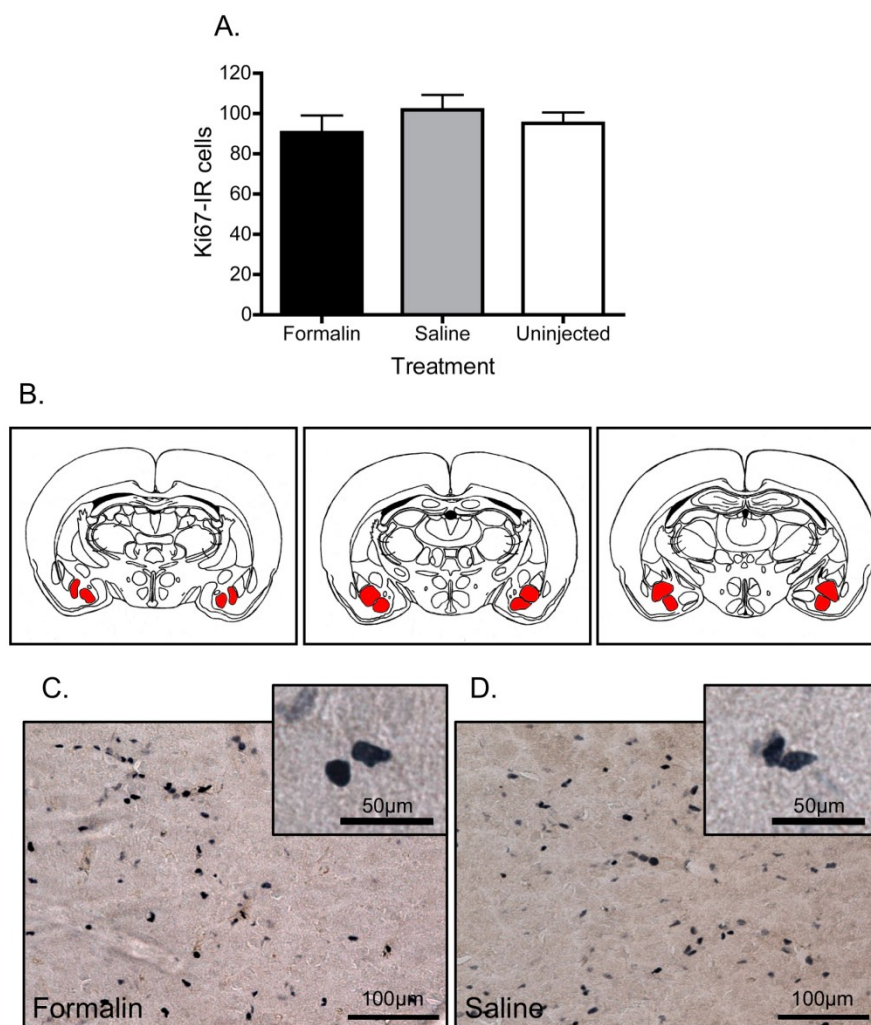 A.
120
100
80
60
40
20
0
Ki67-IR cells
Formalin Saline Uninjected
Treatment
B.
C.
50µm
Formalin
100µm
D.
50µm
Saline
100µm